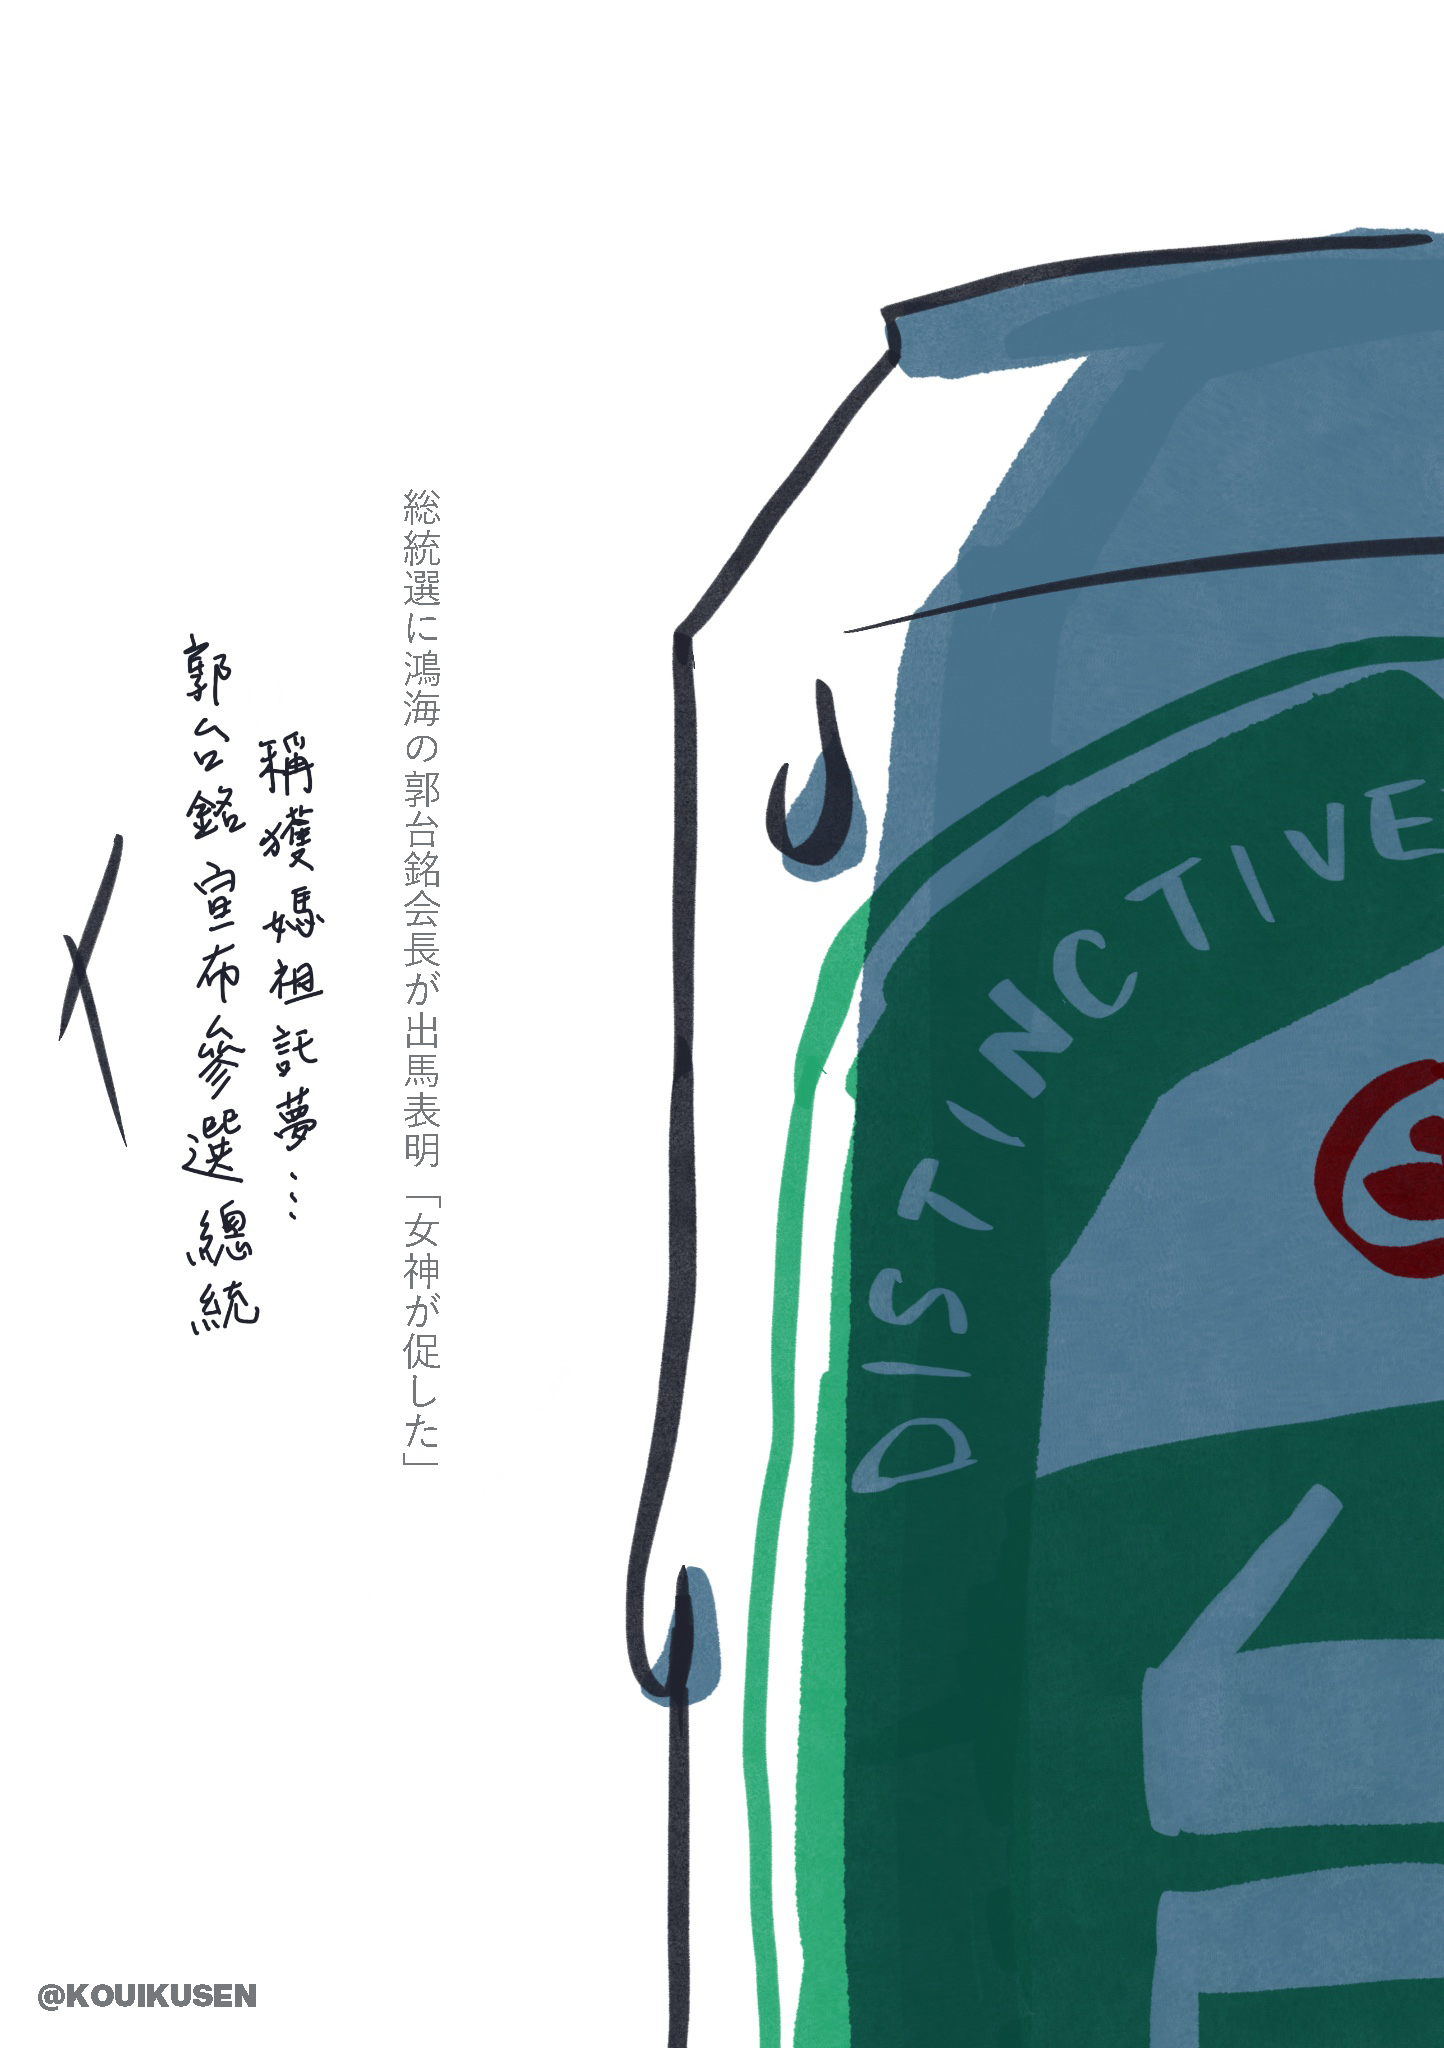 総統選に鴻海の郭台銘会長が出馬表明「女神が促した」
稱獲媽祖託夢…
郭台銘宣布參選總統
DISTINCTIVE
@KOUIKUSEN